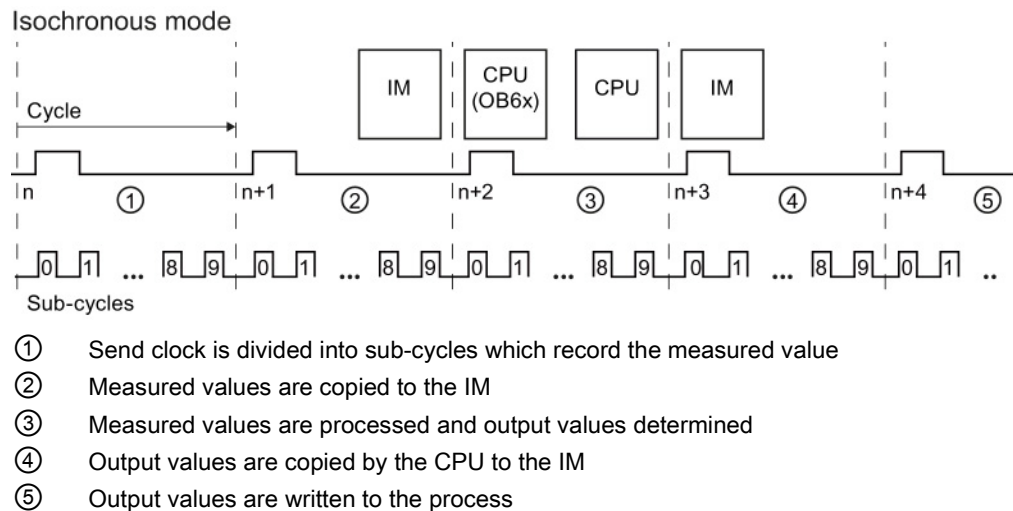 Isochronous mode
IM
CPU
(OB6x)
CPU
IM
Cycle
n ① n+1 ② n+2 ③ n+3 ④ n+4 ⑤
0 1 ... 8 9 0 1 ... 8 9 0 1 ... 8 9 0 1 ... 8 9 0 1 ..
Sub-cycles
① Send clock is divided into sub-cycles which record the measured value
② Measured values are copied to the IM
③ Measured values are processed and output values determined
④ Output values are copied by the CPU to the IM
⑤ Output values are written to the process